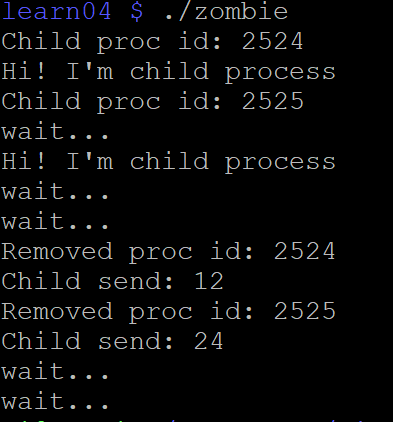 learn04 $ ./zombie
Child proc id: 2524
Hi! I'm child process
Child proc id: 2525
wait...
Hi! I'm child process
wait...
wait...
Removed proc id: 2524
Child send: 12
Removed proc id: 2525
Child send: 24
wait...
wait...